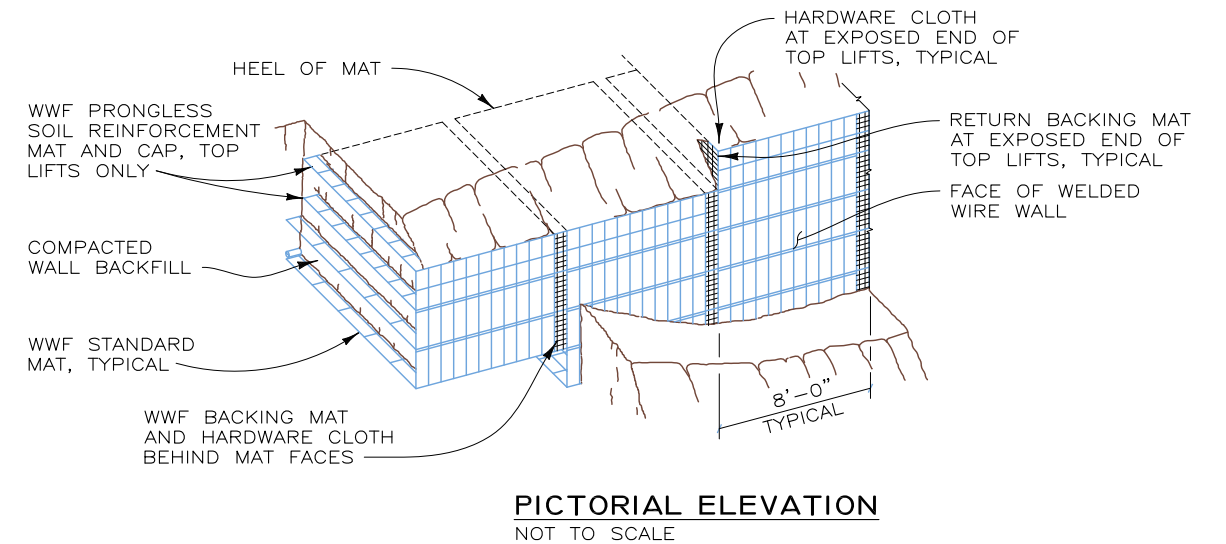 HARDWARE CLOTH
AT EXPOSED END OF
TOP LIFTS, TYPICAL
HEEL OF MAT
WWF PRONGLESS
SOIL REINFORCEMENT
MAT AND CAP, TOP
LIFTS ONLY
RETURN BACKING MAT
AT EXPOSED END OF
TOP LIFTS, TYPICAL
FACE OF WELDED
WIRE WALL
COMPACTED
WALL BACKFILL
WWF STANDARD
MAT, TYPICAL
8'-0"
TYPICAL
WWF BACKING MAT
AND HARDWARE CLOTH
BEHIND MAT FACES
PICTORIAL ELEVATION
NOT TO SCALE